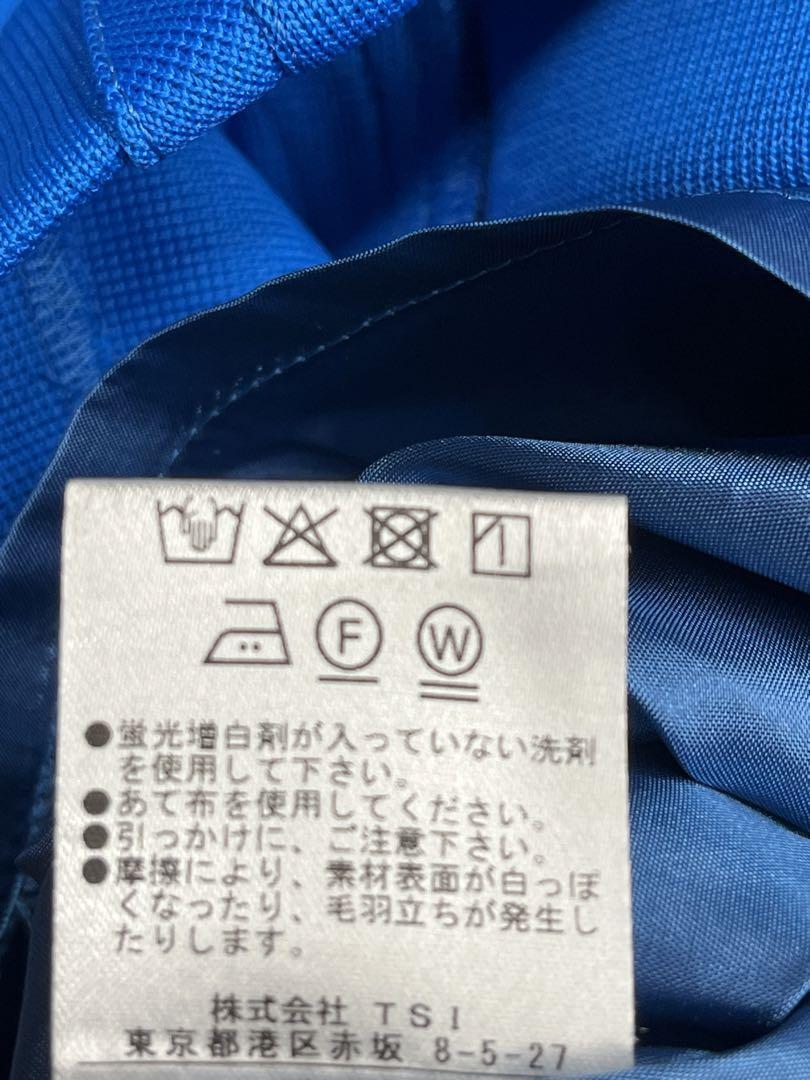 F W
●蛍光増白剤が入っていない洗剤
を使用して下さい。
●あて布を使用してください。
●引っかけに、ご注意下さい。
●摩擦により、素材表面が白っぽ
くなったり、毛羽立ちが発生し
たりします。
株式会社 TSI
東京都港区赤坂 8-5-27